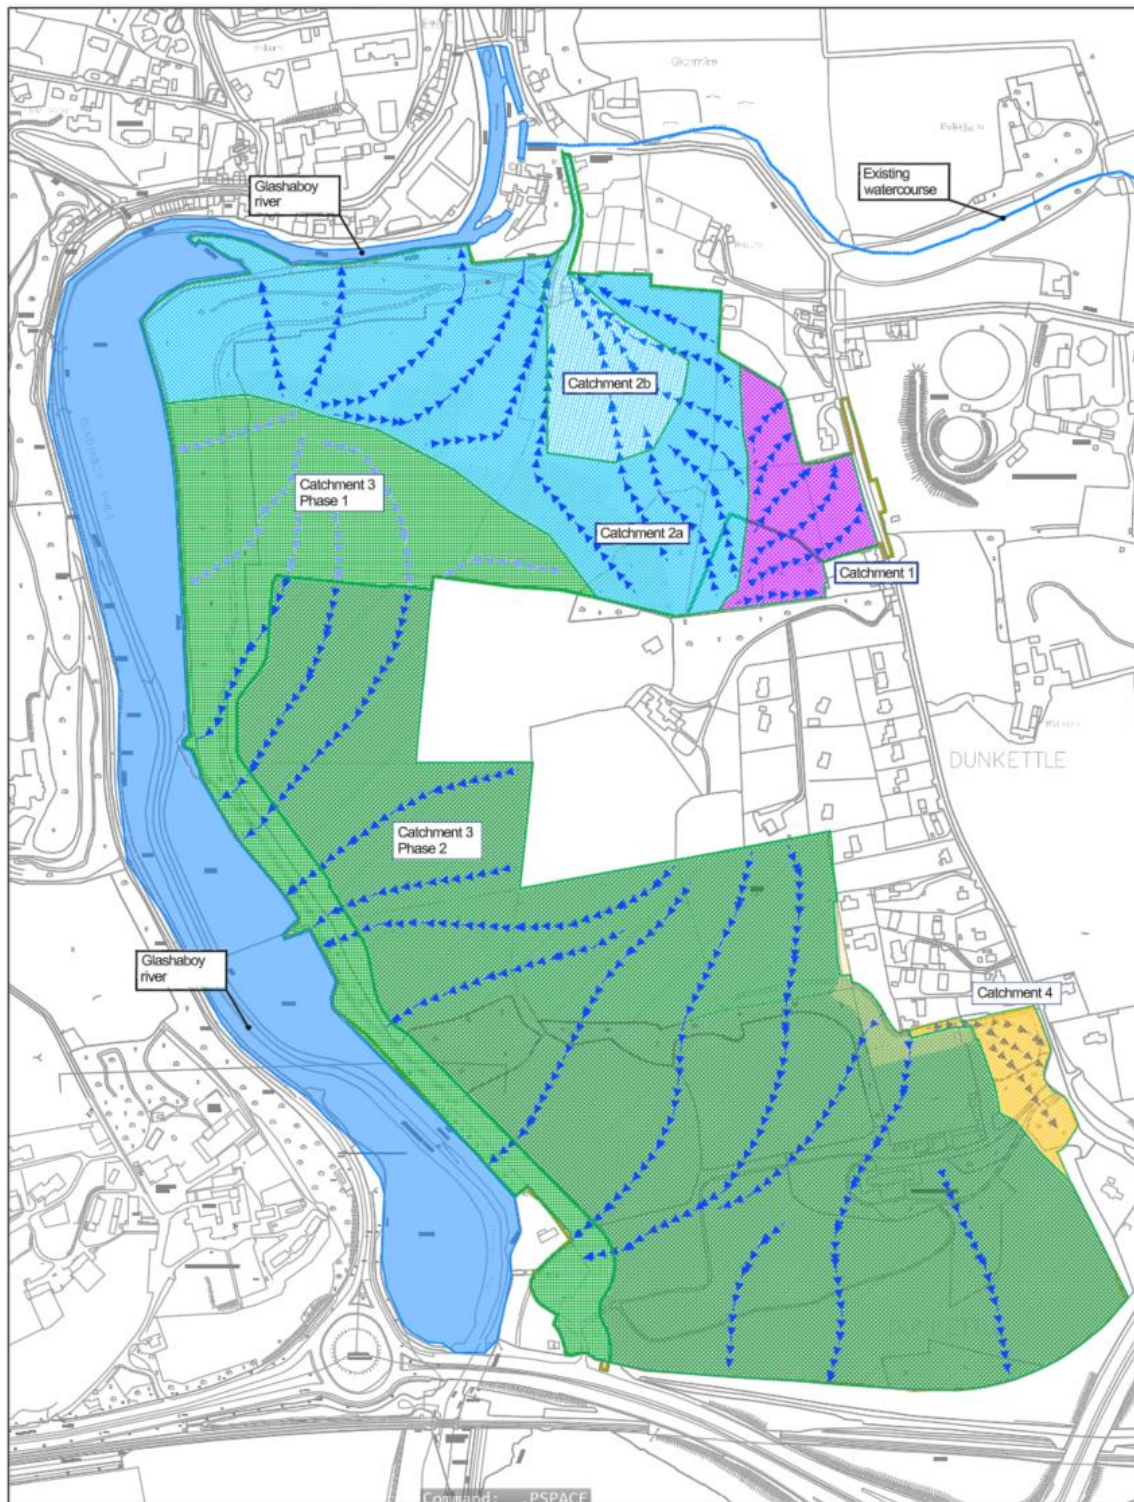 Existing
watercourse
Glashaboy
river
Catchment 2b
Catchment 3
Phase 1
Catchment 2a
Catchment 1
DUNKETTLE
Catchment 3
Phase 2
Glashaboy
river
Catchment 4
Command: PSPACE